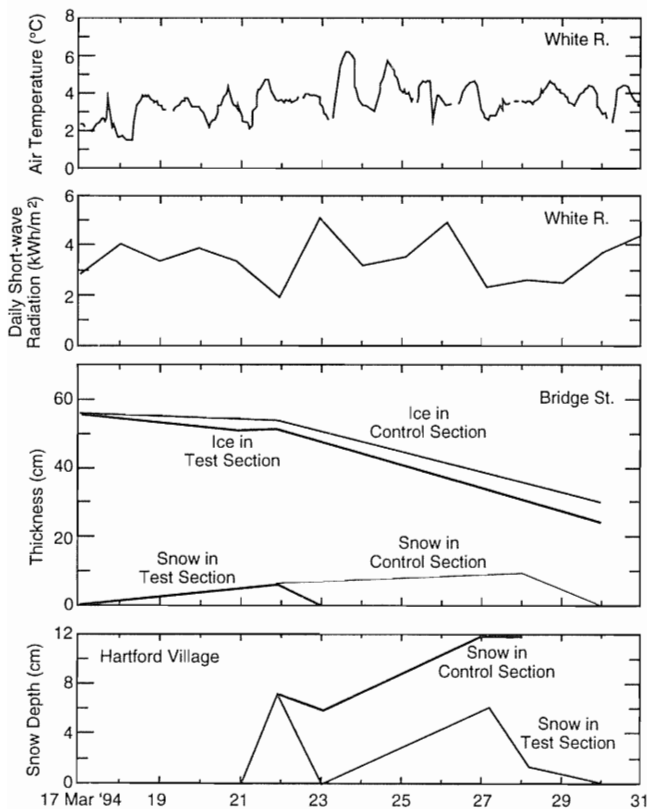 8
6
4
2
0
Air Temperature (°C)
White R.
6
4
2
0
Daily Short-wave
Radiation (kWh/m²)
White R.
60
40
20
0
Thickness (cm)
Bridge St.
Ice in
Control Section
Ice in
Test Section
Snow in
Test Section
Snow in
Control Section
12
8
4
0
Snow Depth (cm)
Hartford Village
Snow in
Control Section
Snow in
Test Section
17 Mar '94 19 21 23 25 27 29 31